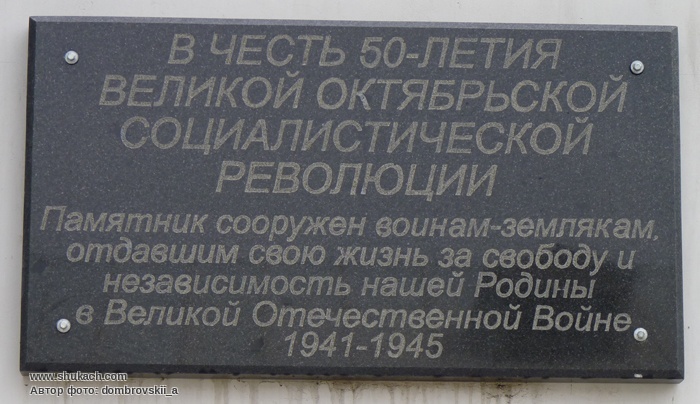 В ЧЕСТЬ 50-ЛЕТИЯ
ВЕЛИКОЙ ОКТЯБРЬСКОЙ
СОЦИАЛИСТИЧЕСКОЙ
РЕВОЛЮЦИИ
Памятник сооружен воинам-землякам,
отдавшим свою жизнь за свободу и
независимость нашей Родины
в Великой Отечественной Войне
1941-1945
www.shukach.com
Автор фото: dombrovskii_a